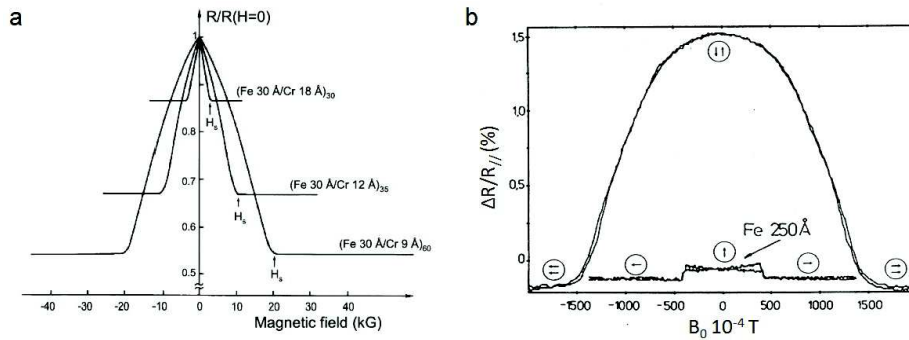 a
R/R(H=0)
1
(Fe 30 Å/Cr 18 Å)30
Hs
0.8
0.7
(Fe 30 Å/Cr 12 Å)35
Hs
0.6
(Fe 30 Å/Cr 9 Å)60
Hs
0.5
-40 -30 -20 -10 0 10 20 30 40
Magnetic field (kG)
b
1,5
1,5
0,5
0
ΔR/R// (%)
Fe 250Å
-1500 -1000 -500 0 500 1000 1500
B0 10-4 T